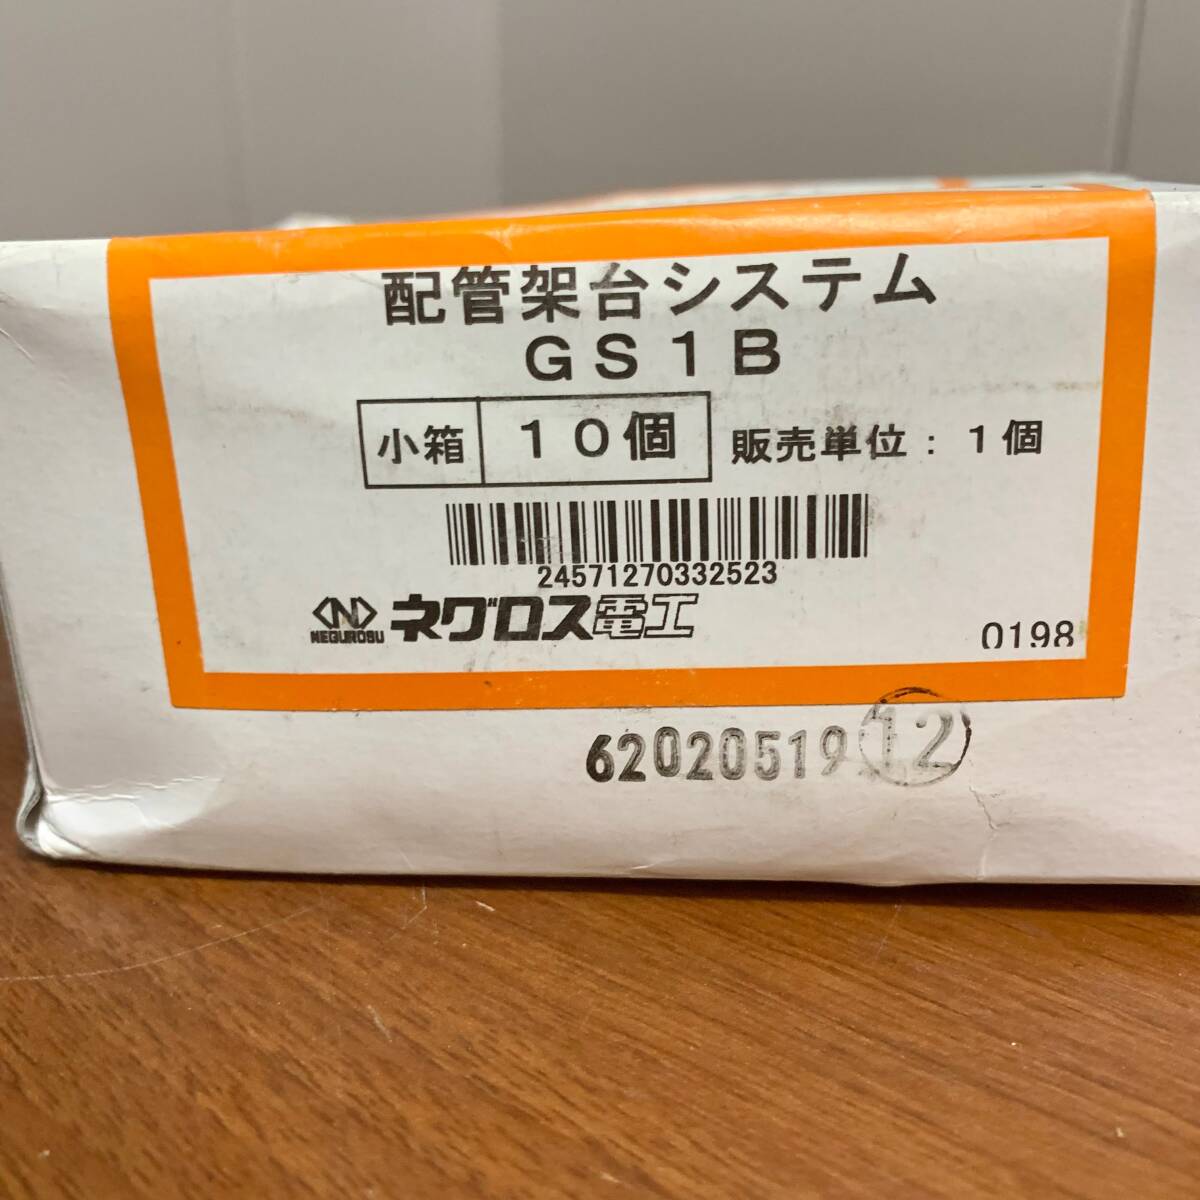 配管架台システム
GS1B
小箱 10個 販売単位：1個
24571270332523
NEGUROSU ネグロス電工
0198
62020519 12